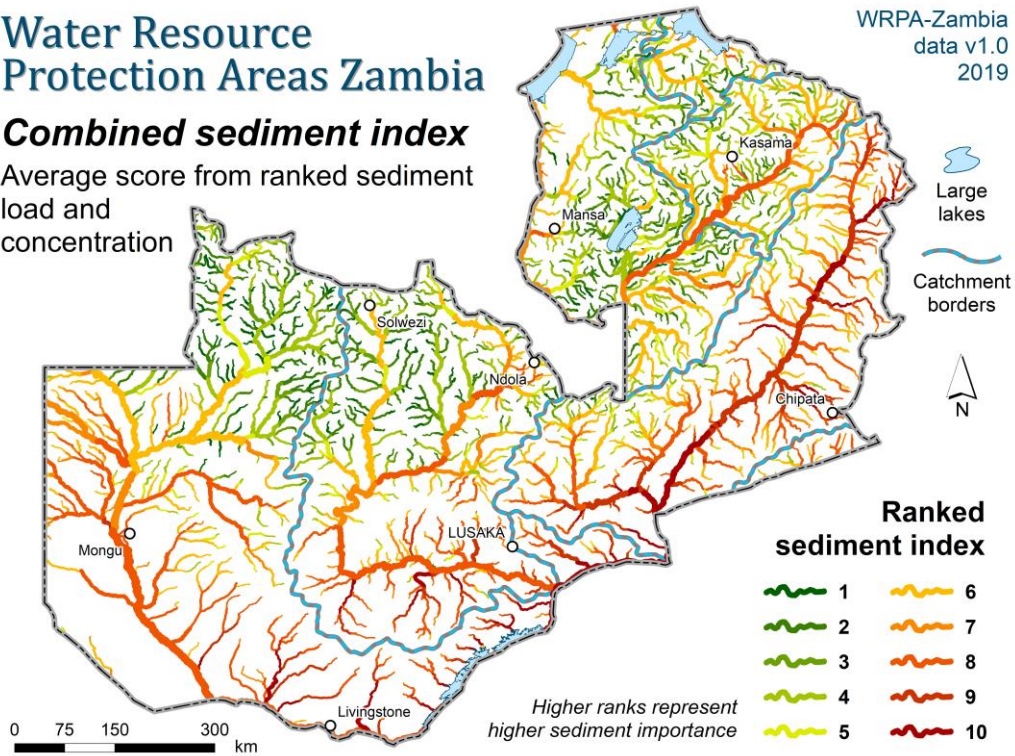 Water Resource
Protection Areas Zambia
Combined sediment index
Average score from ranked sediment
load and
concentration
WRPA-Zambia
data v1.0
2019
Large
lakes
Catchment
borders
N
Kasama
Mansa
Solwezi
Ndola
Chipata
LUSAKA
Mongu
Livingstone
Ranked
sediment index
1 6
2 7
3 8
4 9
5 10
Higher ranks represent
higher sediment importance
0 75 150 300
km